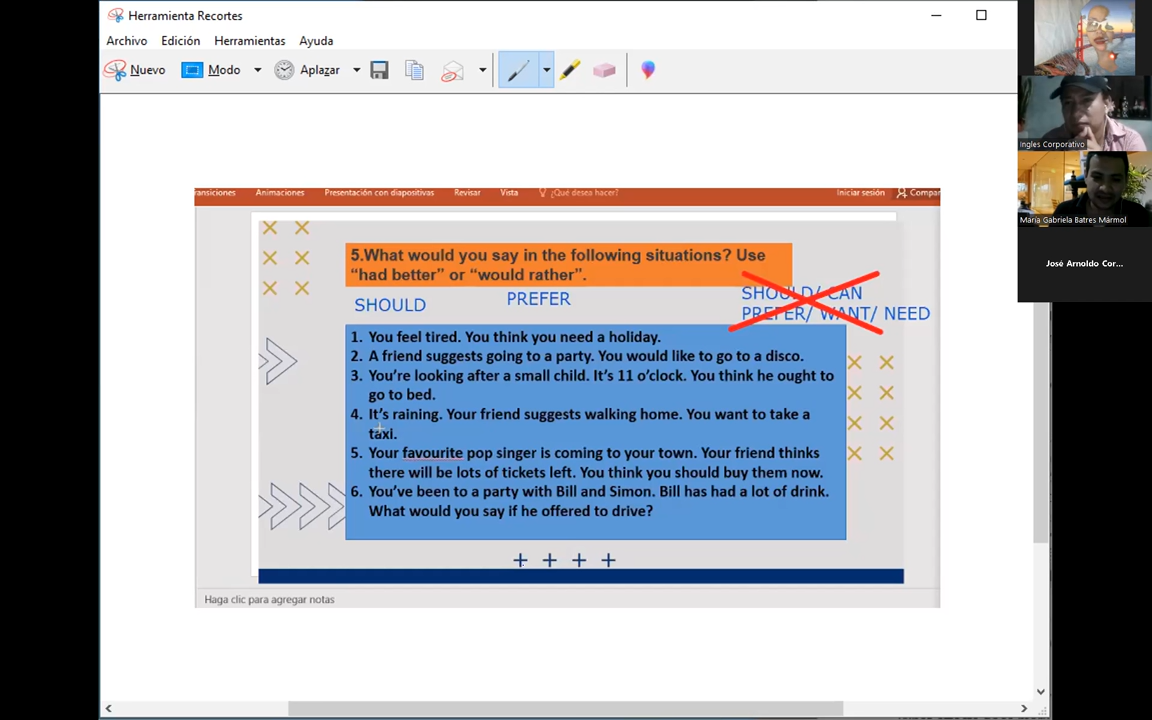 Herramienta Recortes
Archivo Edición Herramientas Ayuda
Nuevo Modo Aplazar
Animaciones Presentación con diapositivas Revisar Vista ¿Qué desea hacer? Iniciar sesión
5.What would you say in the following situations? Use
“had better” or “would rather”.
SHOULD PREFER
SHOULD/ CAN
PREFER/ WANT/ NEED
1. You feel tired. You think you need a holiday.
2. A friend suggests going to a party. You would like to go to a disco.
3. You’re looking after a small child. It’s 11 o’clock. You think he ought to
go to bed.
4. It’s raining. Your friend suggests walking home. You want to take a
taxi.
5. Your favourite pop singer is coming to your town. Your friend thinks
there will be lots of tickets left. You think you should buy them now.
6. You’ve been to a party with Bill and Simon. Bill has had a lot of drink.
What would you say if he offered to drive?
Haga clic para agregar notas
Ingles Corporativo
María Gabriela Batres Mármol
José Arnoldo Cor...